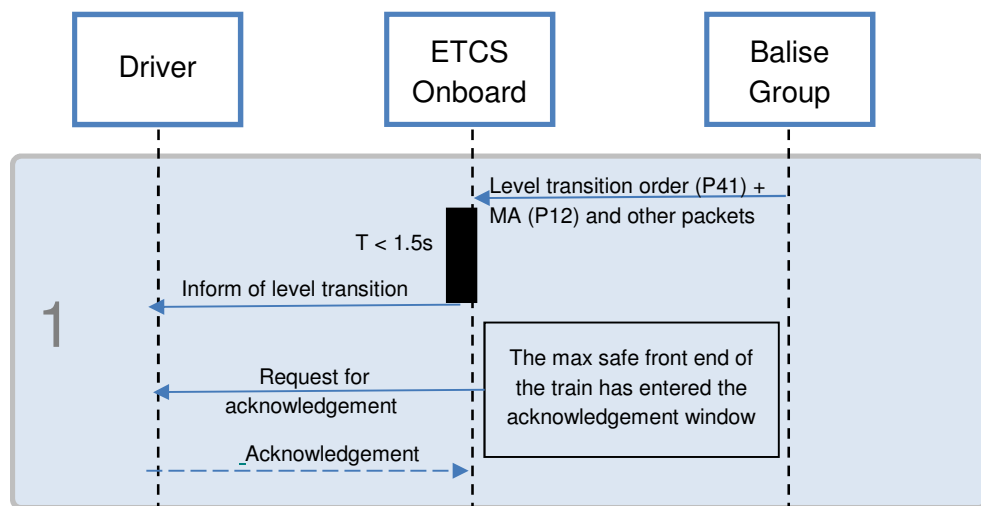 Driver
ETCS
Onboard
Balise
Group
Level transition order (P41) +
MA (P12) and other packets
T < 1.5s
Inform of level transition
1
The max safe front end of
the train has entered the
acknowledgement window
Request for
acknowledgement
Acknowledgement